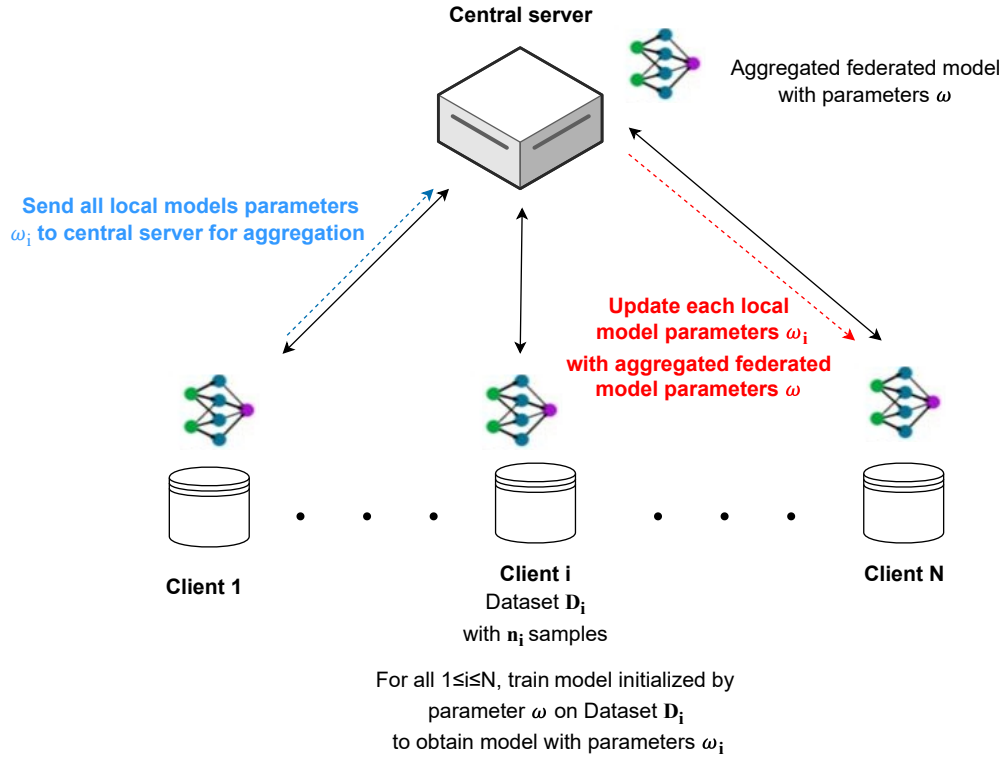 Central server
Aggregated federated model
with parameters ω
Send all local models parameters
ωi to central server for aggregation
Update each local
model parameters ωi
with aggregated federated
model parameters ω
Client 1
Client i
Client N
Dataset Di
with ni samples
For all 1≤i≤N, train model initialized by
parameter ω on Dataset Di
to obtain model with parameters ωi